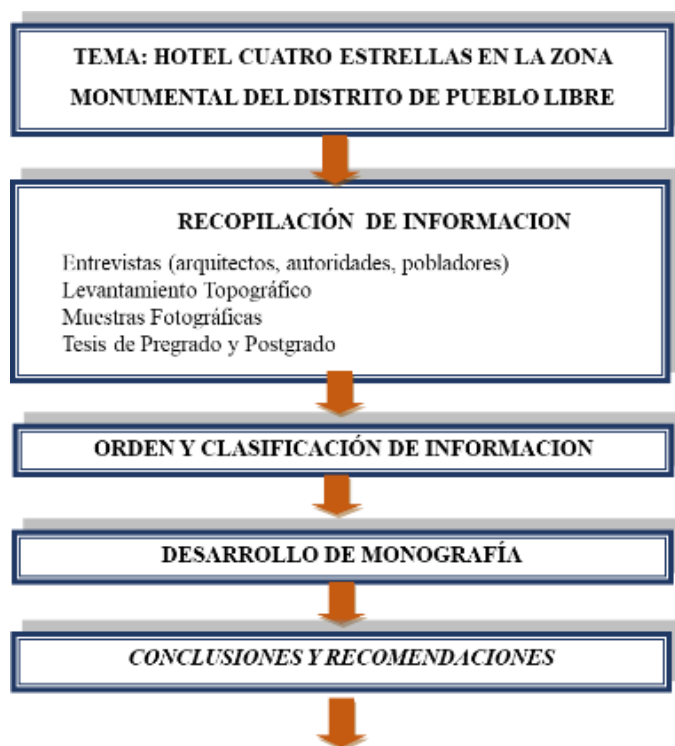 TEMA: HOTEL CUATRO ESTRELLAS EN LA ZONA
MONUMENTAL DEL DISTRITO DE PUEBLO LIBRE
RECOPILACIÓN DE INFORMACION
Entrevistas (arquitectos, autoridades, pobladores)
Levantamiento Topográfico
Muestras Fotográficas
Tesis de Pregrado y Postgrado
ORDEN Y CLASIFICACIÓN DE INFORMACION
DESARROLLO DE MONOGRAFÍA
CONCLUSIONES Y RECOMENDACIONES